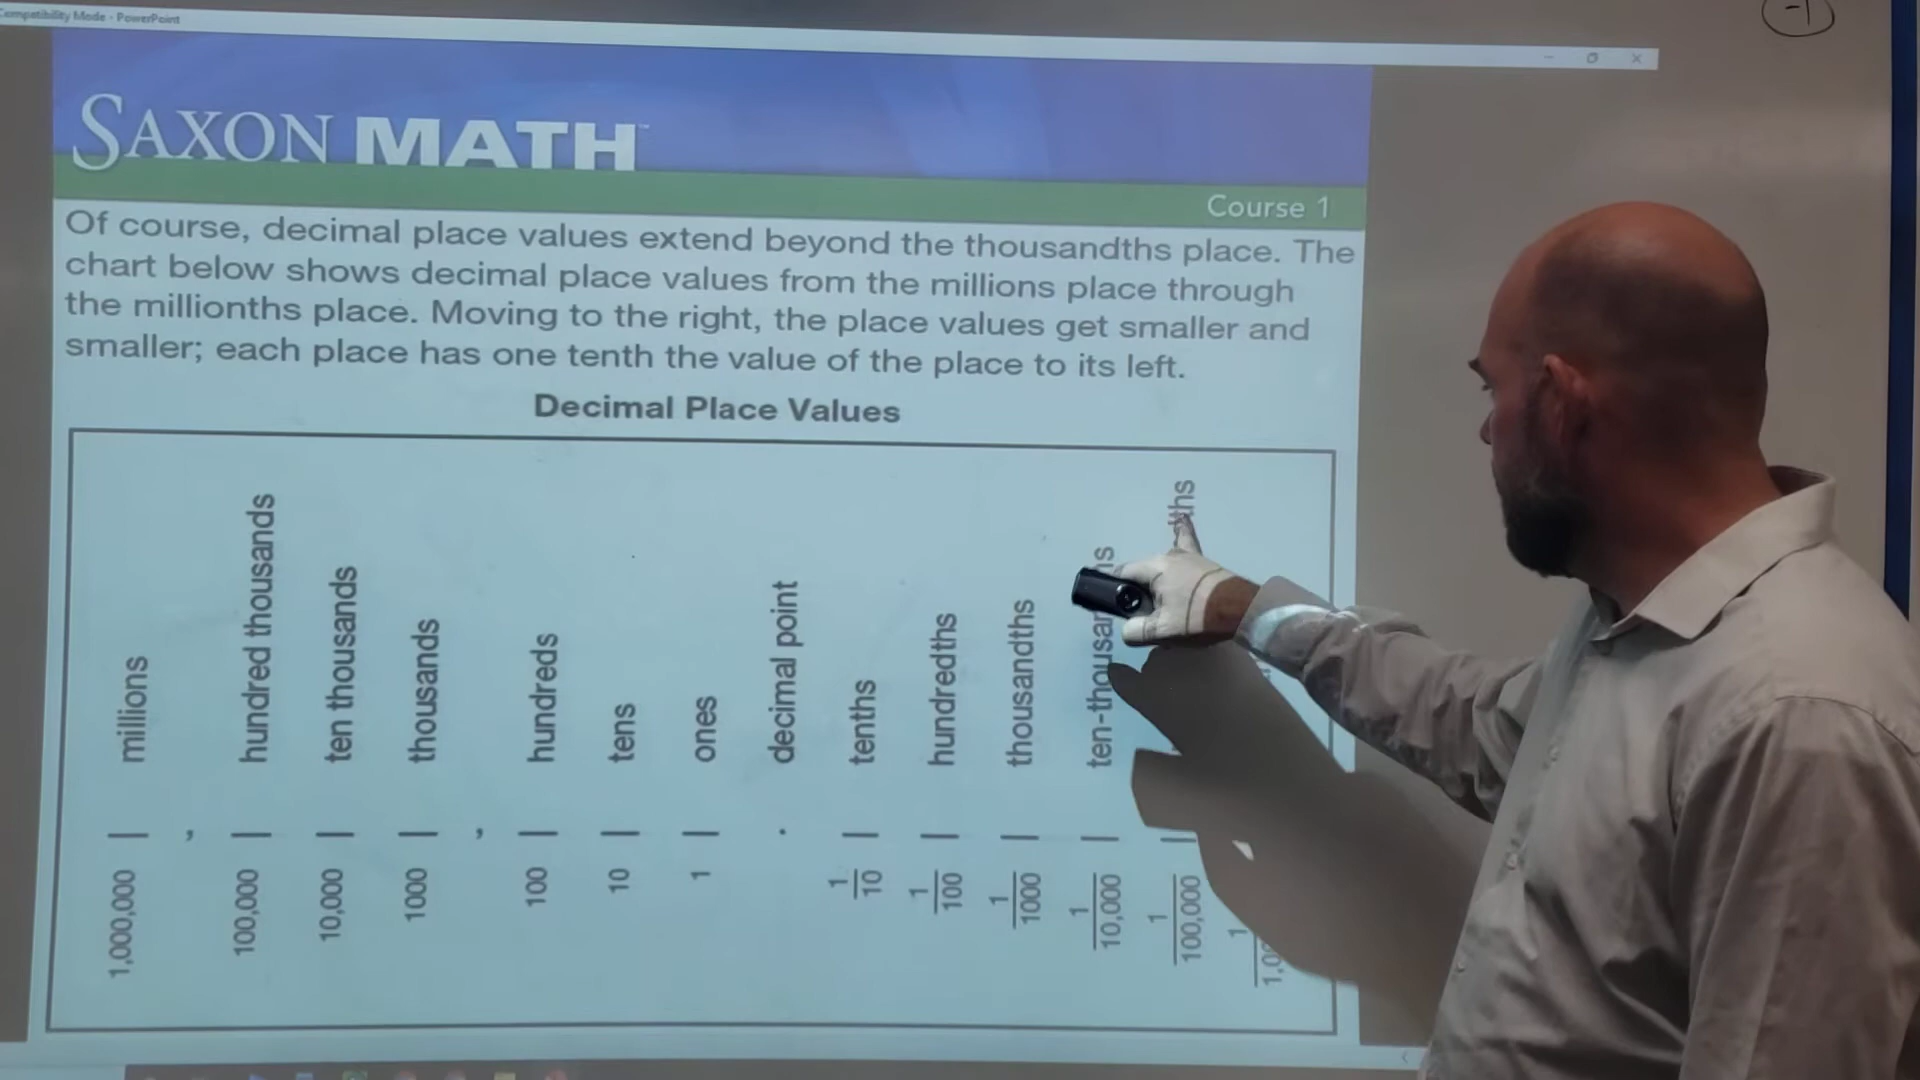 Compatibility Mode - PowerPoint
-1
SAXON MATH™
Course 1
Of course, decimal place values extend beyond the thousandths place. The
chart below shows decimal place values from the millions place through
the millionths place. Moving to the right, the place values get smaller and
smaller; each place has one tenth the value of the place to its left.
Decimal Place Values
millions
hundred thousands
ten thousands
thousands
hundreds
tens
ones
decimal point
tenths
hundredths
thousandths
, , .
1,000,000
100,000
10,000
1000
100
10
1
1/10
1/100
1/1000
1/10,000
1/100,000